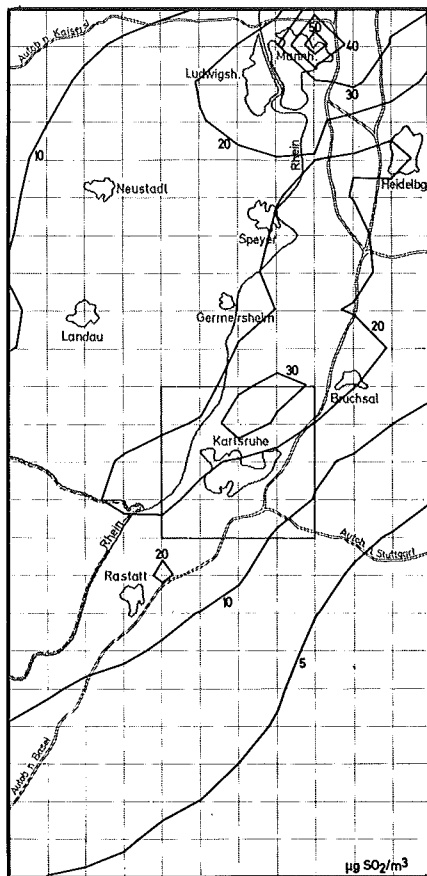 Autob n. Kaisersl.
50
40
Mannh.
Ludwigsh.
30
10
20
Rhein
Heidelbg
Neustadt
Speyer
Germersheim
Landau
20
30
Bruchsal
Karlsruhe
Rhein
Autob.
Stuttgart
20
Rastatt
10
5
Autob n. Basel
µg SO₂/m³